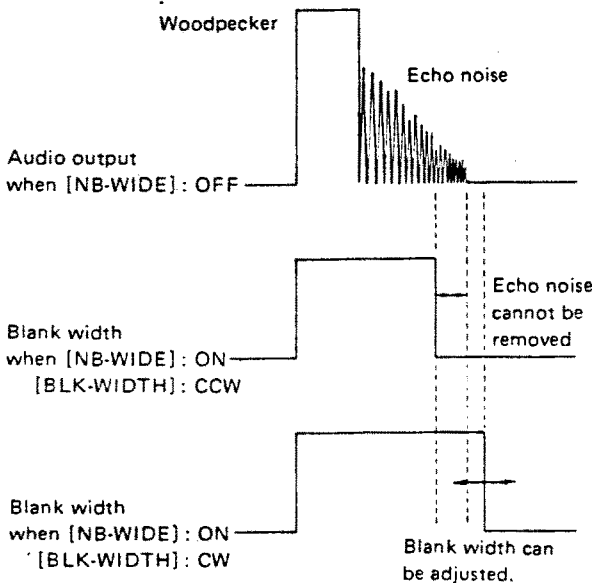 Woodpecker
Echo noise
Audio output
when [NB-WIDE] : OFF
Echo noise
cannot be
removed
Blank width
when [NB-WIDE] : ON
[BLK-WIDTH] : CCW
Blank width
when [NB-WIDE] : ON
[BLK-WIDTH] : CW
Blank width can
be adjusted.